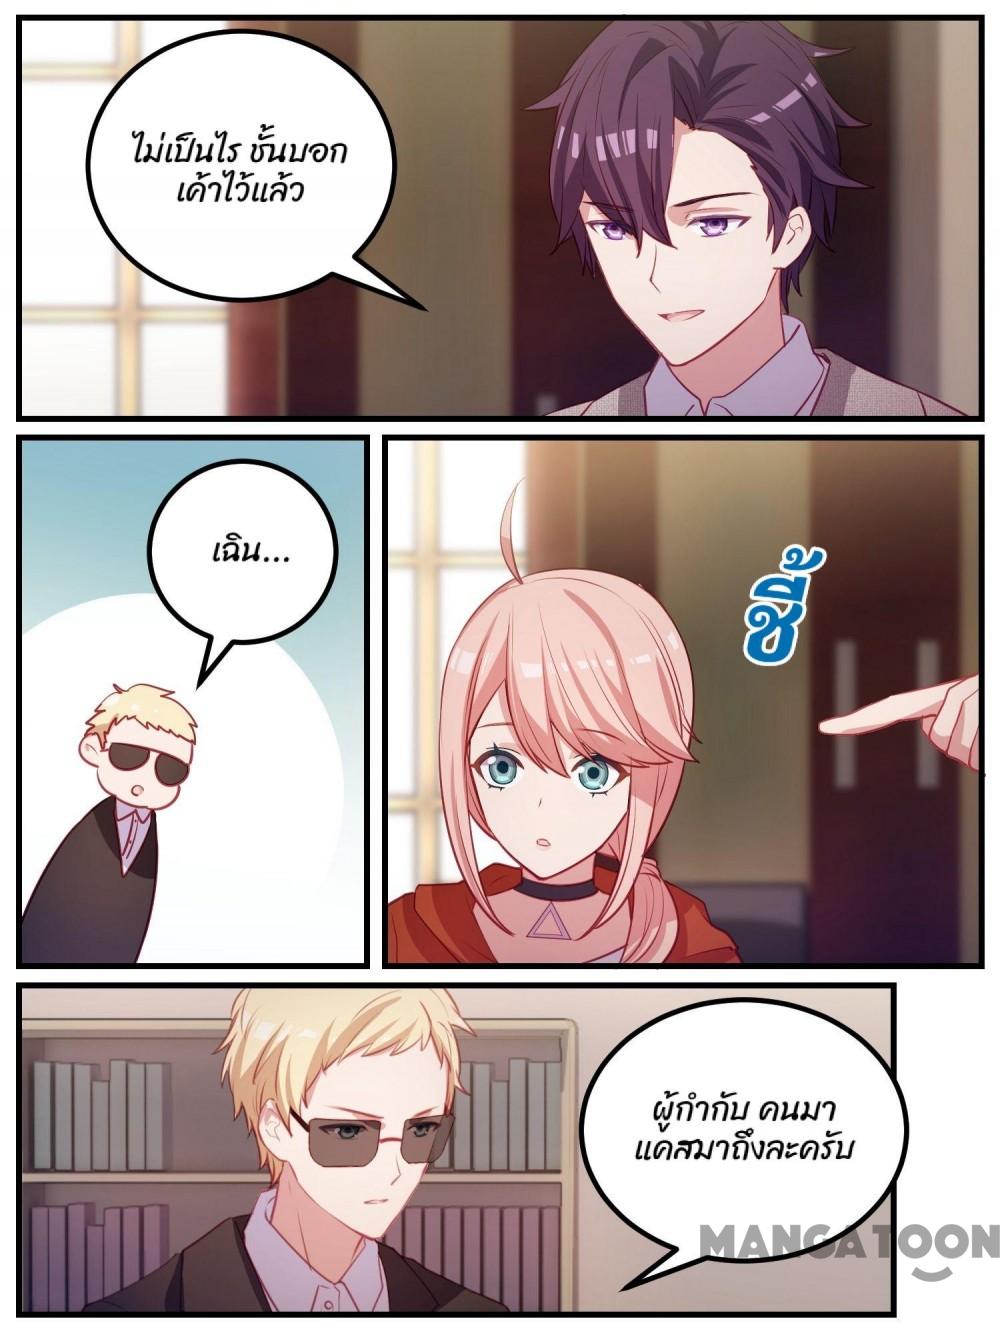 ไม่เป็นไร ชั้นบอก
เค้าไว้แล้ว
เฉิน...
ชี้
ผู้กำกับ คนมา
แคสมาถึงละครับ
MANGATOON